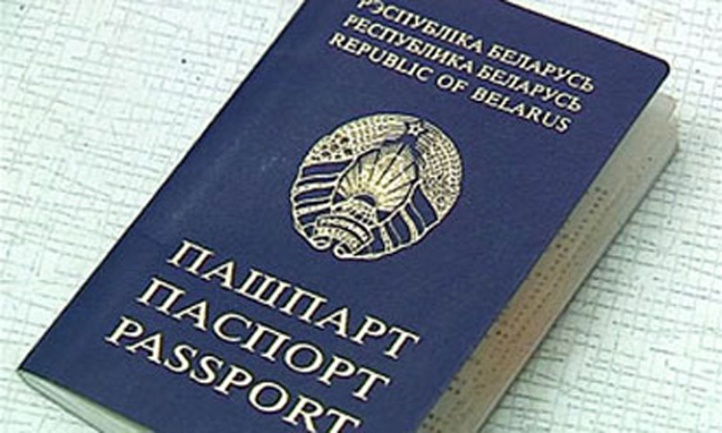 РЭСПУБЛІКА БЕЛАРУСЬ
РЕСПУБЛИКА БЕЛАРУСЬ
REPUBLIC OF BELARUS
ПАШПАРТ
ПАСПОРТ
PASSPORT